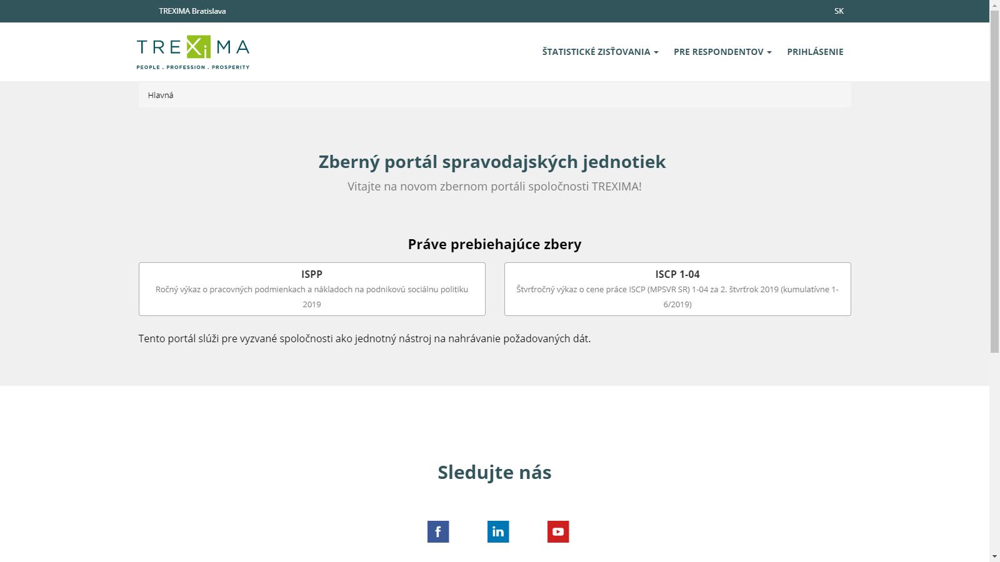 TREXIMA Bratislava
SK
TREXIMA
PEOPLE . PROFESSION . PROSPERITY
ŠTATISTICKÉ ZISŤOVANIA
PRE RESPONDENTOV
PRIHLÁSENIE
Hlavná
Zberný portál spravodajských jednotiek
Vitajte na novom zbernom portáli spoločnosti TREXIMA!
Práve prebiehajúce zbery
ISPP
Ročný výkaz o pracovných podmienkach a nákladoch na podnikovú sociálnu politiku
2019
ISCP 1-04
Štvrťročný výkaz o cene práce ISCP (MPSVR SR) 1-04 za 2. štvrťrok 2019 (kumulatívne 1-
6/2019)
Tento portál slúži pre vyzvané spoločnosti ako jednotný nástroj na nahrávanie požadovaných dát.
Sledujte nás